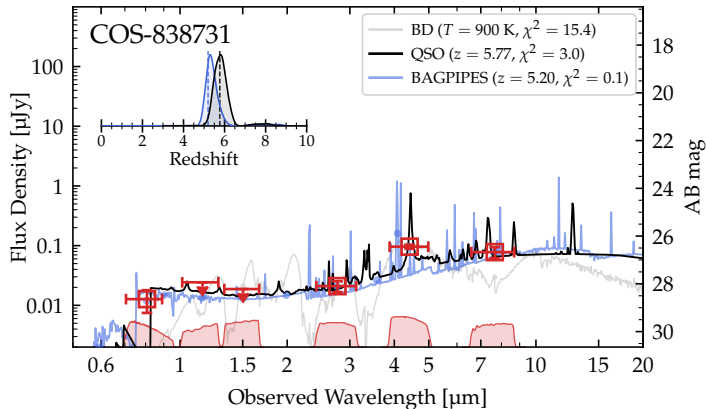 COS-838731
BD (T = 900 K, χ² = 15.4)
QSO (z = 5.77, χ² = 3.0)
BAGPIPES (z = 5.20, χ² = 0.1)
100
10
1
0.1
0.01
Flux Density [µJy]
18
19
20
22
23
24
26
27
28
30
AB mag
0 2 4 6 8 10
Redshift
0.6 1 1.5 2 3 4 5 7 10 15 20
Observed Wavelength [µm]